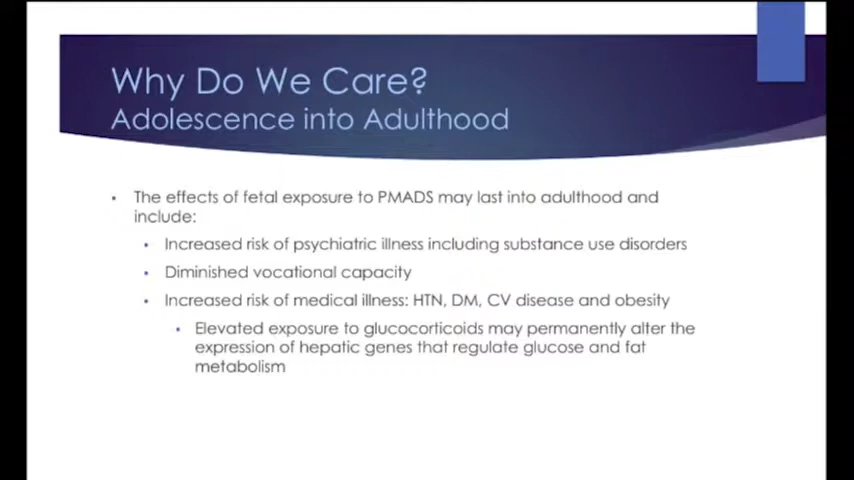 Why Do We Care?
Adolescence into Adulthood
The effects of fetal exposure to PMADS may last into adulthood and
include:
Increased risk of psychiatric illness including substance use disorders
Diminished vocational capacity
Increased risk of medical illness: HTN, DM, CV disease and obesity
Elevated exposure to glucocorticoids may permanently alter the
expression of hepatic genes that regulate glucose and fat
metabolism